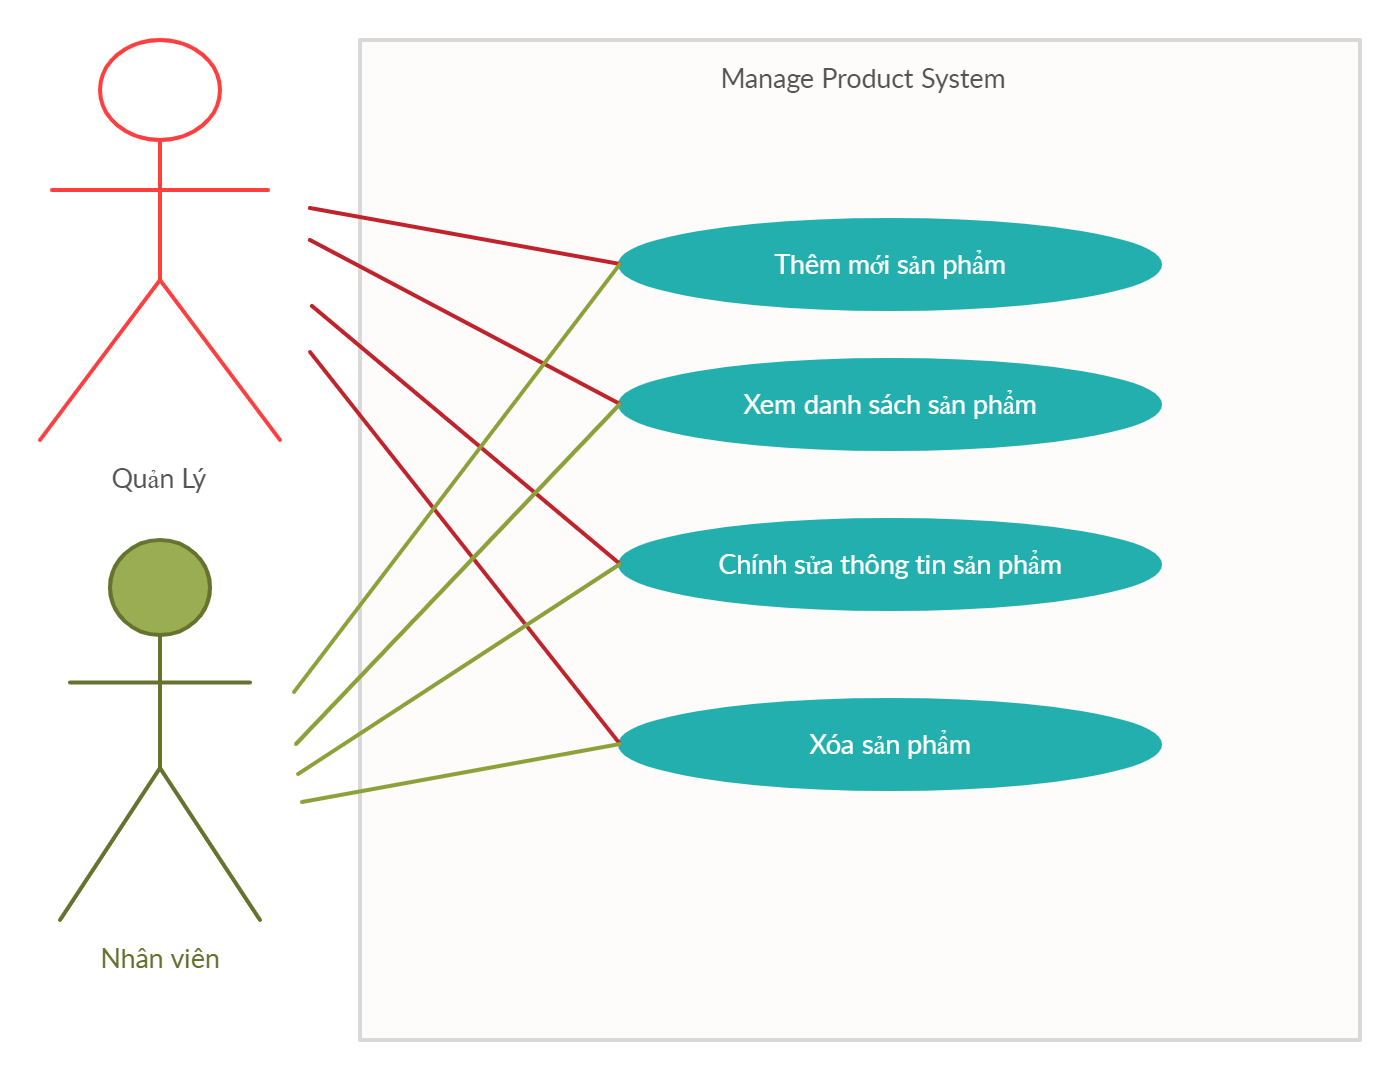 Manage Product System
Thêm mới sản phẩm
Xem danh sách sản phẩm
Quản Lý
Chính sửa thông tin sản phẩm
Xóa sản phẩm
Nhân viên